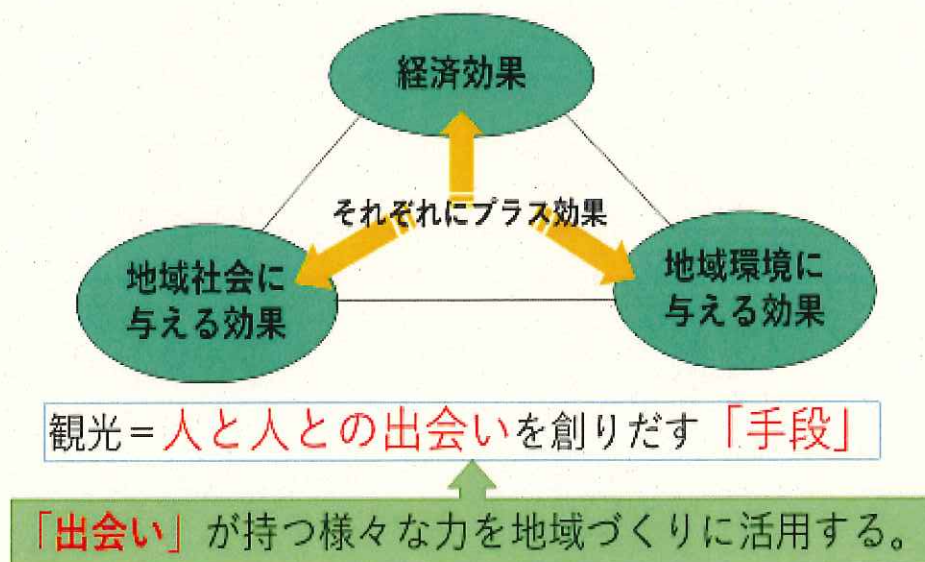 経済効果
それぞれにプラス効果
地域社会に
与える効果
地域環境に
与える効果
観光＝人と人との出会いを創りだす「手段」
「出会い」が持つ様々な力を地域づくりに活用する。